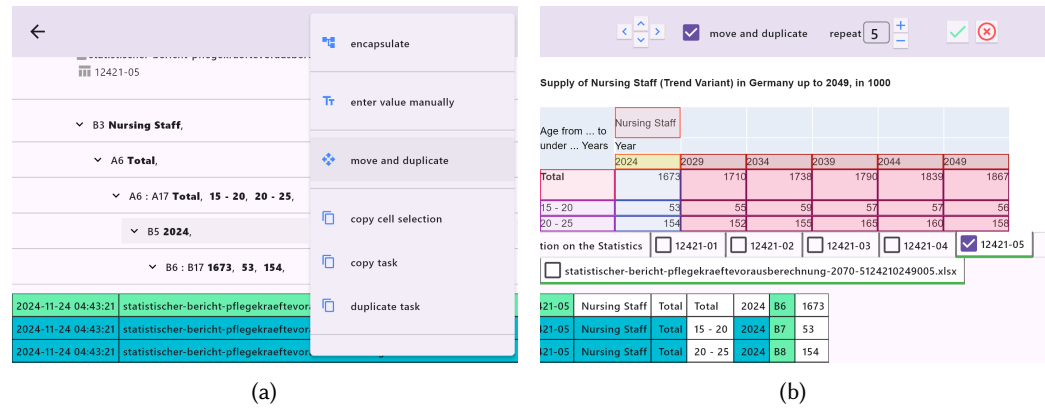 12421-05
B3 Nursing Staff,
A6 Total,
A6 : A17 Total, 15 - 20, 20 - 25,
B5 2024,
B6 : B17 1673, 53, 154,
2024-11-24 04:43:21 statistischer-bericht-pflegekraeftevor
2024-11-24 04:43:21 statistischer-bericht-pflegekraeftevor
2024-11-24 04:43:21 statistischer-bericht-pflegekraeftevor
encapsulate
enter value manually
move and duplicate
copy cell selection
copy task
duplicate task
(a)
move and duplicate repeat 5
Supply of Nursing Staff (Trend Variant) in Germany up to 2049, in 1000
Age from ... to
under ... Years
Nursing Staff
Year
2024 2029 2034 2039 2044 2049
Total 1673 1710 1738 1790 1839 1867
15 - 20 53 55 59 57 57 56
20 - 25 154 152 155 165 160 158
tion on the Statistics 12421-01 12421-02 12421-03 12421-04 12421-05
statistischer-bericht-pflegekraeftevorausberechnung-2070-5124210249005.xlsx
421-05 Nursing Staff Total Total 2024 B6 1673
421-05 Nursing Staff Total 15 - 20 2024 B7 53
421-05 Nursing Staff Total 20 - 25 2024 B8 154
(b)